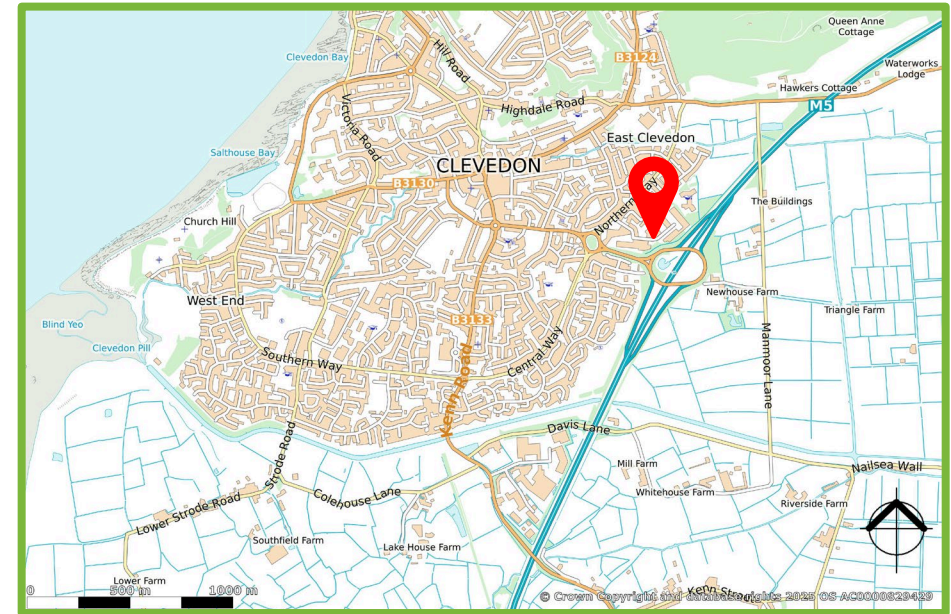 Queen Anne
Cottage
B3124
Clevedon Bay
Hill Road
Waterworks
Lodge
Hawkers Cottage
M5
Highdale Road
Victoria Road
East Clevedon
Salthouse Bay
CLEVEDON
B3130
Northern Way
The Buildings
Church Hill
Newhouse Farm
West End
Triangle Farm
Blind Yeo
B3133
Clevedon Pill
Southern Way
Central Way
Manmoor Lane
Kenn Road
Davis Lane
Strode Road
Mill Farm
Nailsea Wall
Colehouse Lane
Whitehouse Farm
Lower Strode Road
Riverside Farm
Southfield Farm
Lake House Farm
Lower Farm
0 500 m 1000 m
© Crown Copyright and database rights 2025 OS AC0000829429